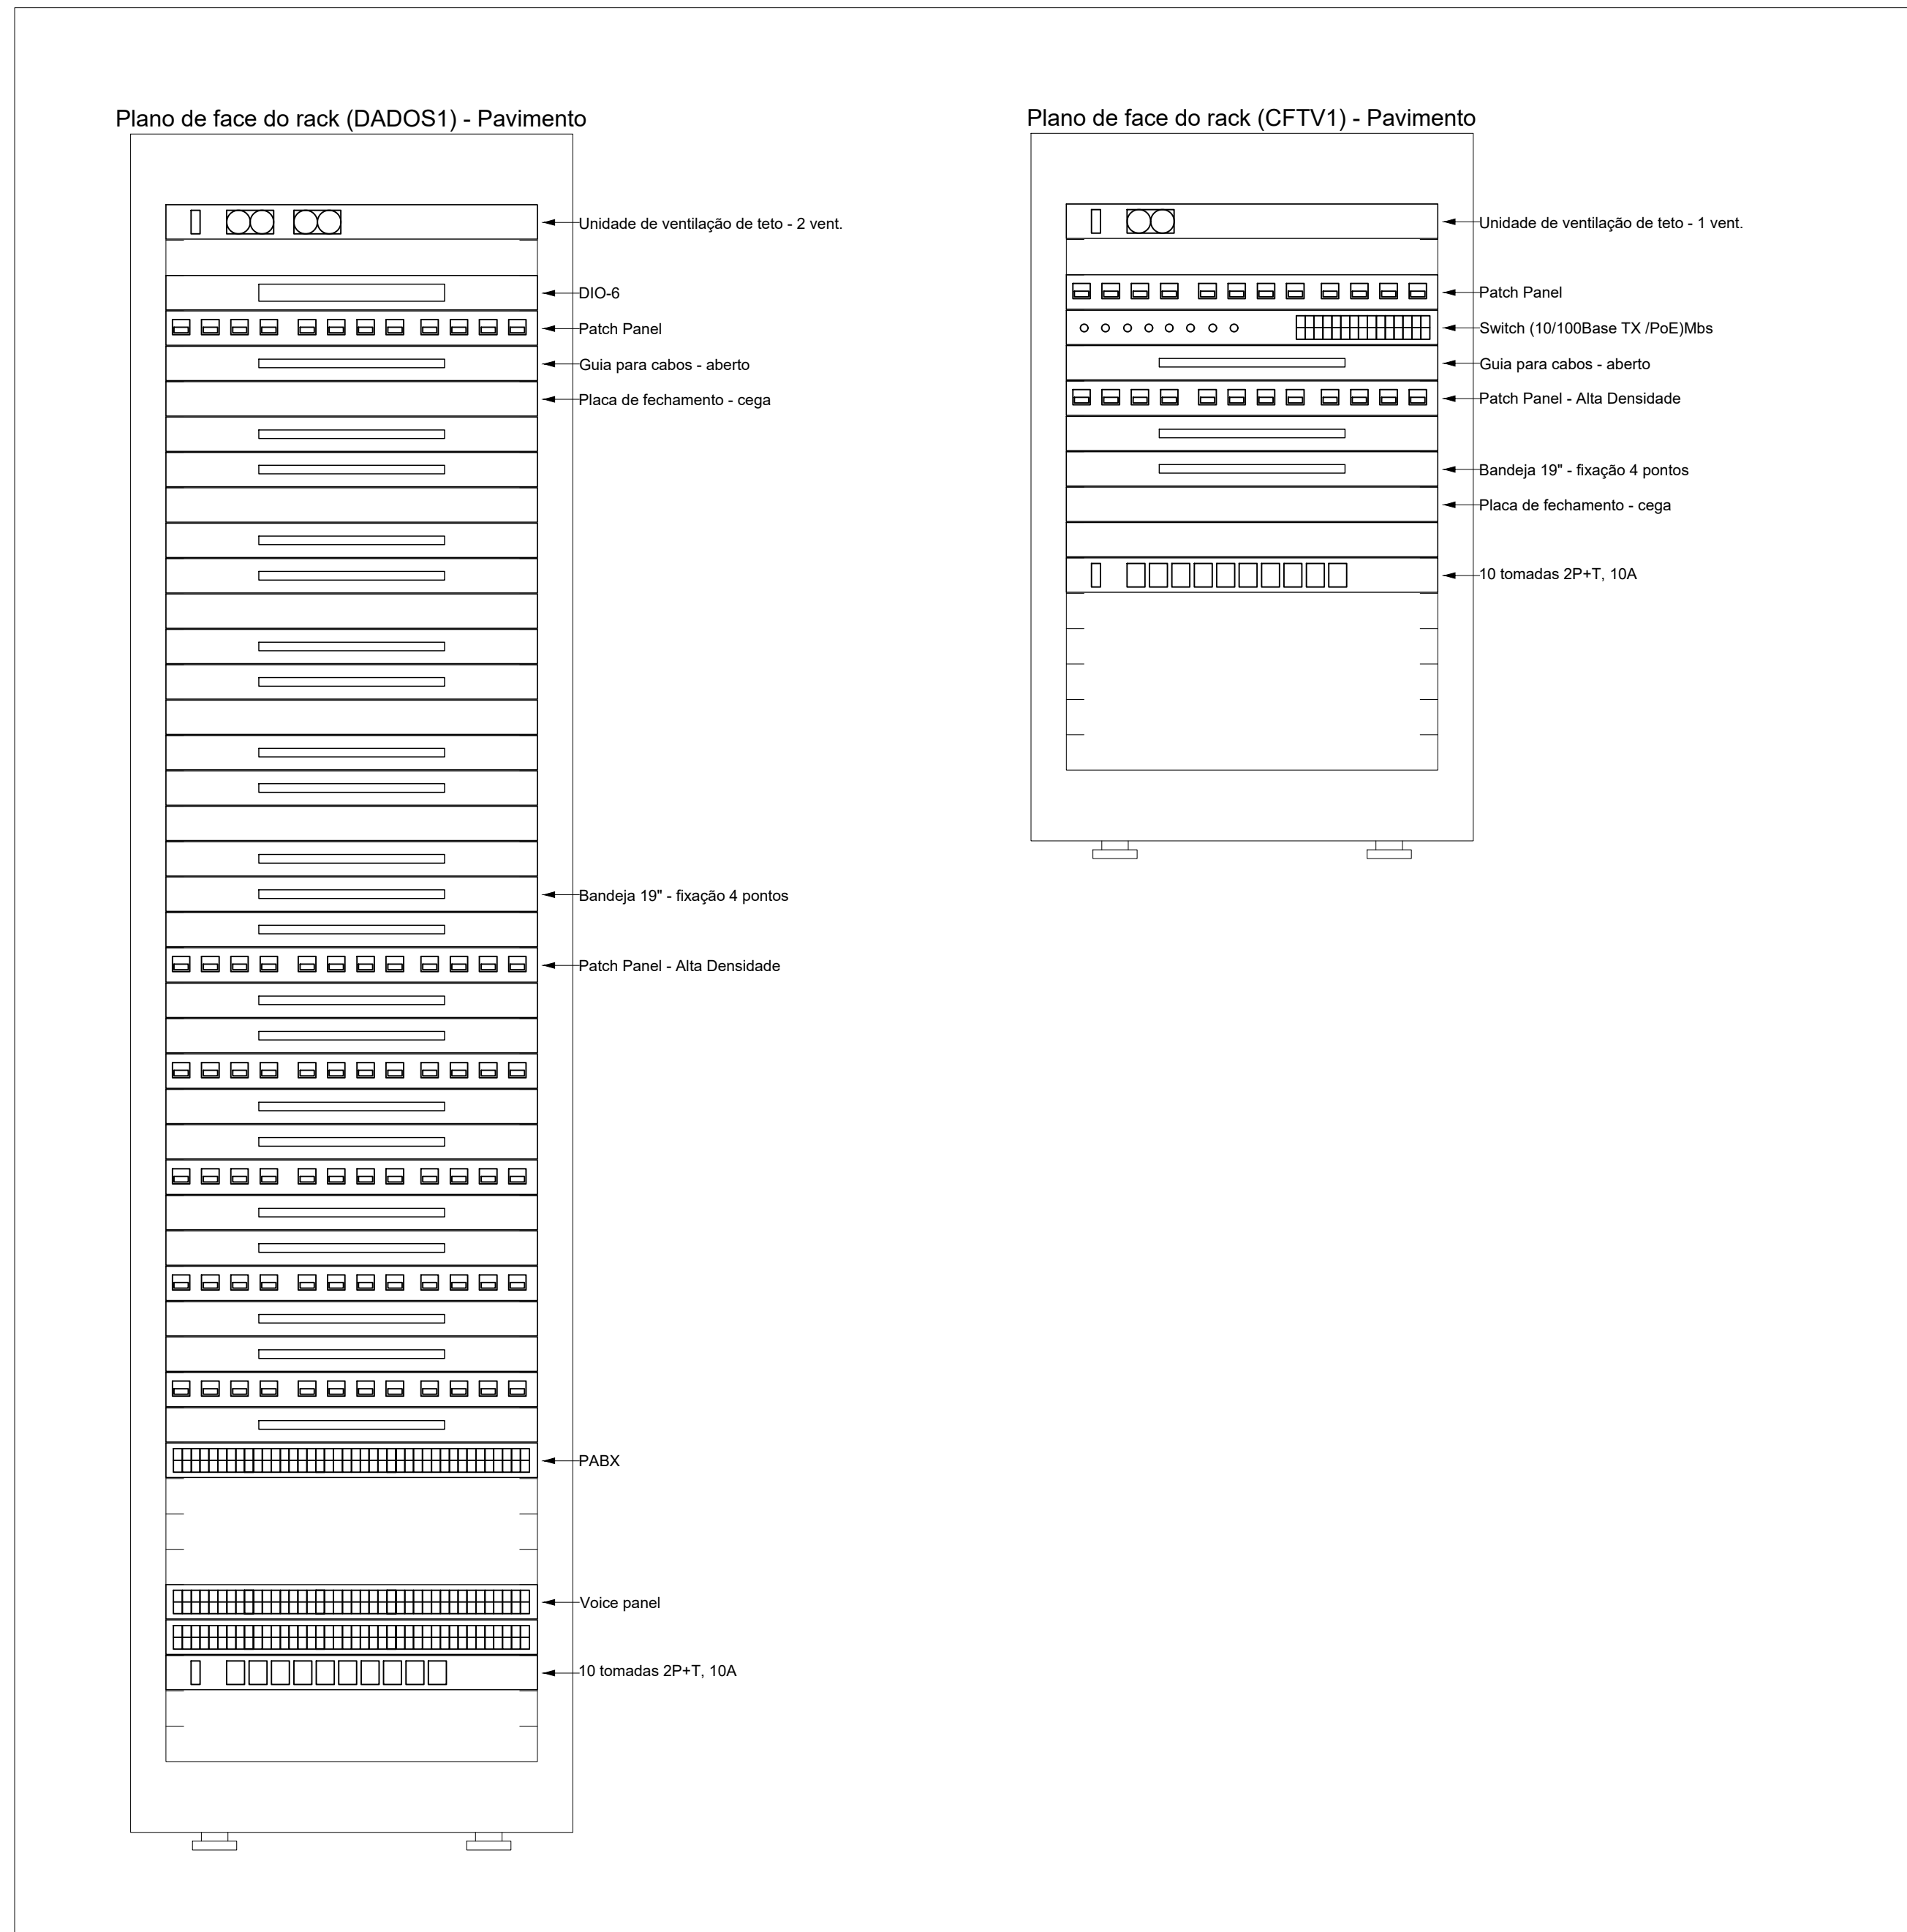 Plano de face do rack (DADOS1) - Pavimento
Unidade de ventilação de teto - 2 vent.
DIO-6
Patch Panel
Guia para cabos - aberto
Placa de fechamento - cega
Bandeja 19" - fixação 4 pontos
Patch Panel - Alta Densidade
PABX
Voice panel
10 tomadas 2P+T, 10A
Plano de face do rack (CFTV1) - Pavimento
Unidade de ventilação de teto - 1 vent.
Patch Panel
Switch (10/100Base TX /PoE)Mbs
Guia para cabos - aberto
Patch Panel - Alta Densidade
Bandeja 19" - fixação 4 pontos
Placa de fechamento - cega
10 tomadas 2P+T, 10A